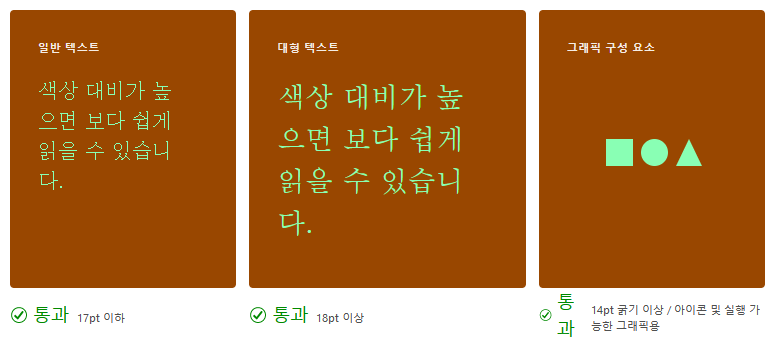 일반 텍스트
색상 대비가 높
으면 보다 쉽게
읽을 수 있습니
다.
통과 17pt 이하
대형 텍스트
색상 대비가 높
으면 보다 쉽게
읽을 수 있습니
다.
통과 18pt 이상
그래픽 구성 요소
통
과
14pt 굵기 이상 / 아이콘 및 실행 가
능한 그래픽용